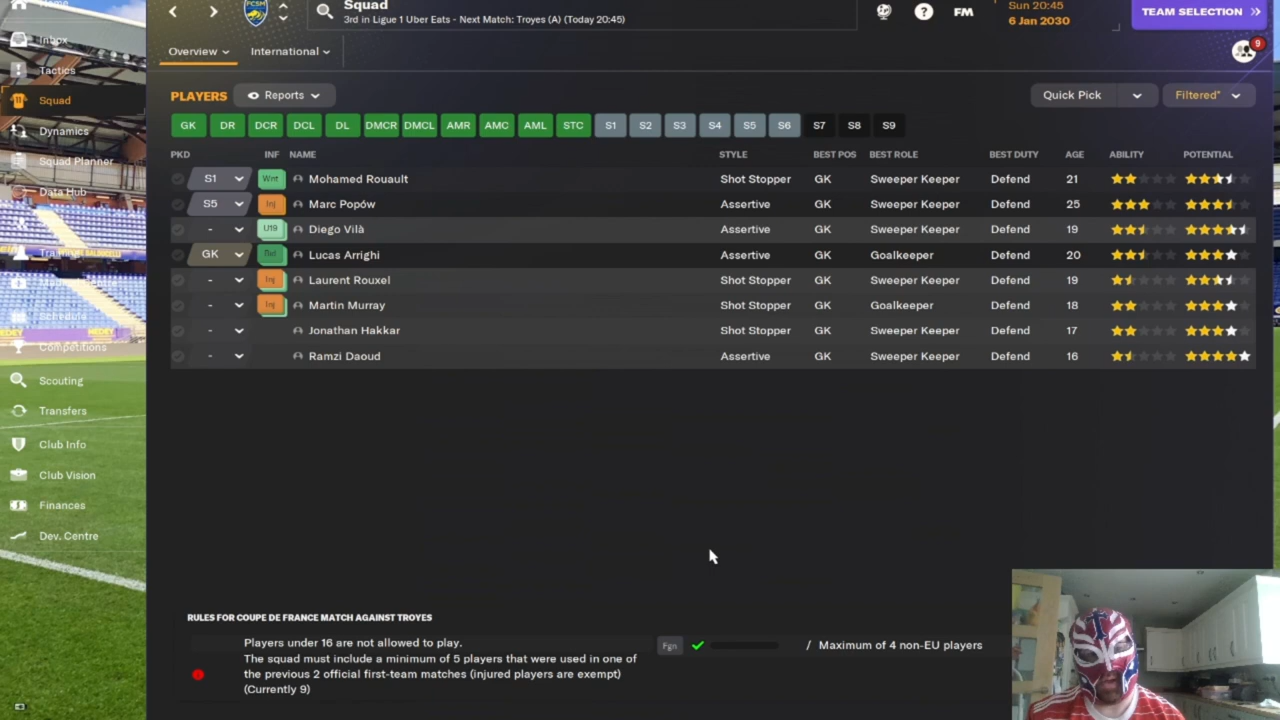 Home
Squad
Sun 20:45
TEAM SELECTION
3rd in Ligue 1 Uber Eats - Next Match: Troyes (A) (Today 20:45)
FM
6 Jan 2030
FCSM
Inbox
Overview
International
9
Tactics
Squad
PLAYERS
Reports
Quick Pick
Filtered*
Dynamics
GK DR DCR DCL DL DMCR DMCL AMR AMC AML STC S1 S2 S3 S4 S5 S6 S7 S8 S9
Squad Planner
PKD INF NAME STYLE BEST POS BEST ROLE BEST DUTY AGE ABILITY POTENTIAL
S1 Wnt Mohamed Rouault Shot Stopper GK Sweeper Keeper Defend 21
Data Hub
S5 Inj Marc Popów Assertive GK Sweeper Keeper Defend 25
- U19 Diego Vilà Assertive GK Sweeper Keeper Defend 19
GK Lucas Arrighi Assertive GK Goalkeeper Defend 20
- Inj Laurent Rouxel Shot Stopper GK Sweeper Keeper Defend 19
- Inj Martin Murray Shot Stopper GK Goalkeeper Defend 18
- Jonathan Hakkar Shot Stopper GK Sweeper Keeper Defend 17
Competitions
- Ramzi Daoud Assertive GK Sweeper Keeper Defend 16
Scouting
Transfers
Club Info
Club Vision
Finances
Dev. Centre
RULES FOR COUPE DE FRANCE MATCH AGAINST TROYES
Players under 16 are not allowed to play.
The squad must include a minimum of 5 players that were used in one of
the previous 2 official first-team matches (injured players are exempt)
(Currently 9)
Fgn / Maximum of 4 non-EU players